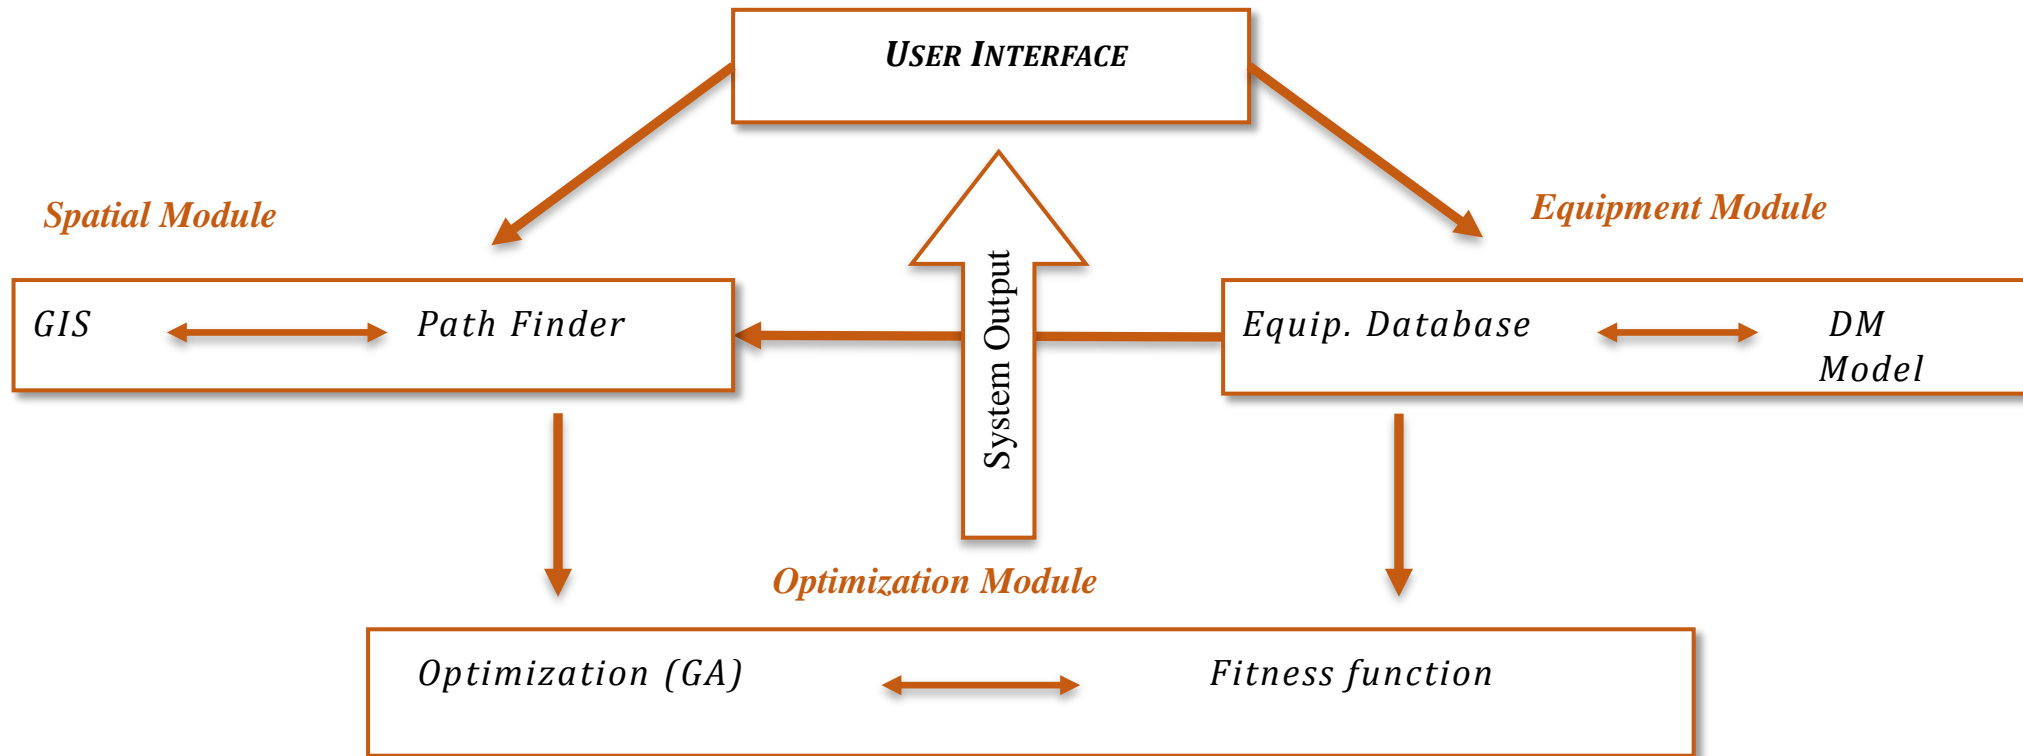 USER INTERFACE
Spatial Module
Equipment Module
GIS
Path Finder
System Output
Equip. Database
DM
Model
Optimization Module
Optimization (GA)
Fitness function